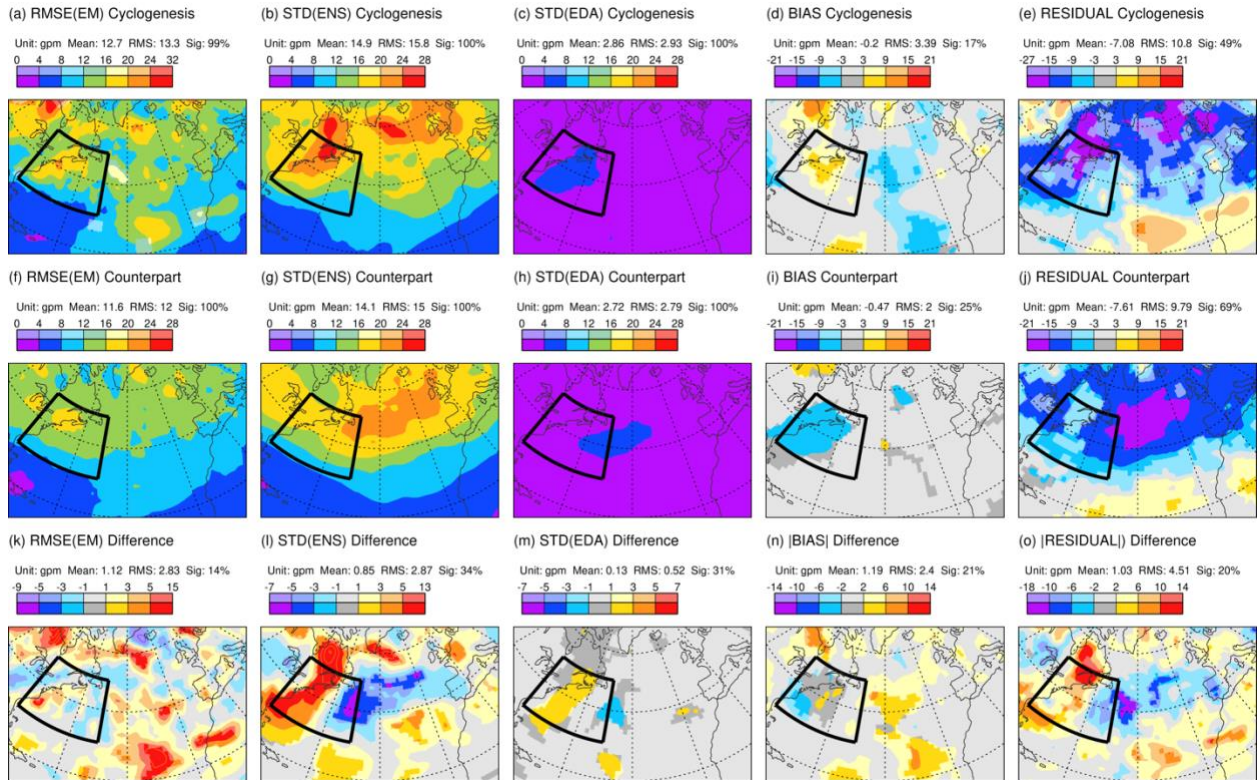 (a) RMSE(EM) Cyclogenesis
Unit: gpm Mean: 12.7 RMS: 13.3 Sig: 99%
0 4 8 12 16 20 24 30 32
(b) STD(ENS) Cyclogenesis
Unit: gpm Mean: 14.9 RMS: 15.8 Sig: 100%
0 4 8 12 16 20 24 28
(c) STD(EDA) Cyclogenesis
Unit: gpm Mean: 2.86 RMS: 2.93 Sig: 100%
0 4 8 12 16 20 24 28
(d) BIAS Cyclogenesis
Unit: gpm Mean: -0.2 RMS: 3.39 Sig: 17%
-21 -15 -9 -3 3 9 15 21
(e) RESIDUAL Cyclogenesis
Unit: gpm Mean: -7.08 RMS: 10.8 Sig: 49%
-27 -15 -9 -3 3 9 15 21
(f) RMSE(EM) Counterpart
Unit: gpm Mean: 11.6 RMS: 12 Sig: 100%
0 4 8 12 16 20 24 28
(g) STD(ENS) Counterpart
Unit: gpm Mean: 14.1 RMS: 15 Sig: 100%
0 4 8 12 16 20 24 28
(h) STD(EDA) Counterpart
Unit: gpm Mean: 2.72 RMS: 2.79 Sig: 100%
0 4 8 12 16 20 24 28
(i) BIAS Counterpart
Unit: gpm Mean: -0.47 RMS: 2 Sig: 25%
-21 -15 -9 -3 3 9 15 21
(j) RESIDUAL Counterpart
Unit: gpm Mean: -7.61 RMS: 9.79 Sig: 69%
-21 -15 -9 -3 3 9 15 21
(k) RMSE(EM) Difference
Unit: gpm Mean: 1.12 RMS: 2.83 Sig: 14%
-9 -5 -3 -1 1 3 5 15
(l) STD(ENS) Difference
Unit: gpm Mean: 0.85 RMS: 2.87 Sig: 34%
-7 -5 -3 -1 1 3 5 13
(m) STD(EDA) Difference
Unit: gpm Mean: 0.13 RMS: 0.52 Sig: 31%
-7 -5 -3 -1 1 3 5 7
(n) |BIAS| Difference
Unit: gpm Mean: 1.19 RMS: 2.4 Sig: 21%
-14 -10 -6 -2 2 6 10 14
(o) |RESIDUAL|) Difference
Unit: gpm Mean: 1.03 RMS: 4.51 Sig: 20%
-18 -10 -6 -2 2 6 10 14